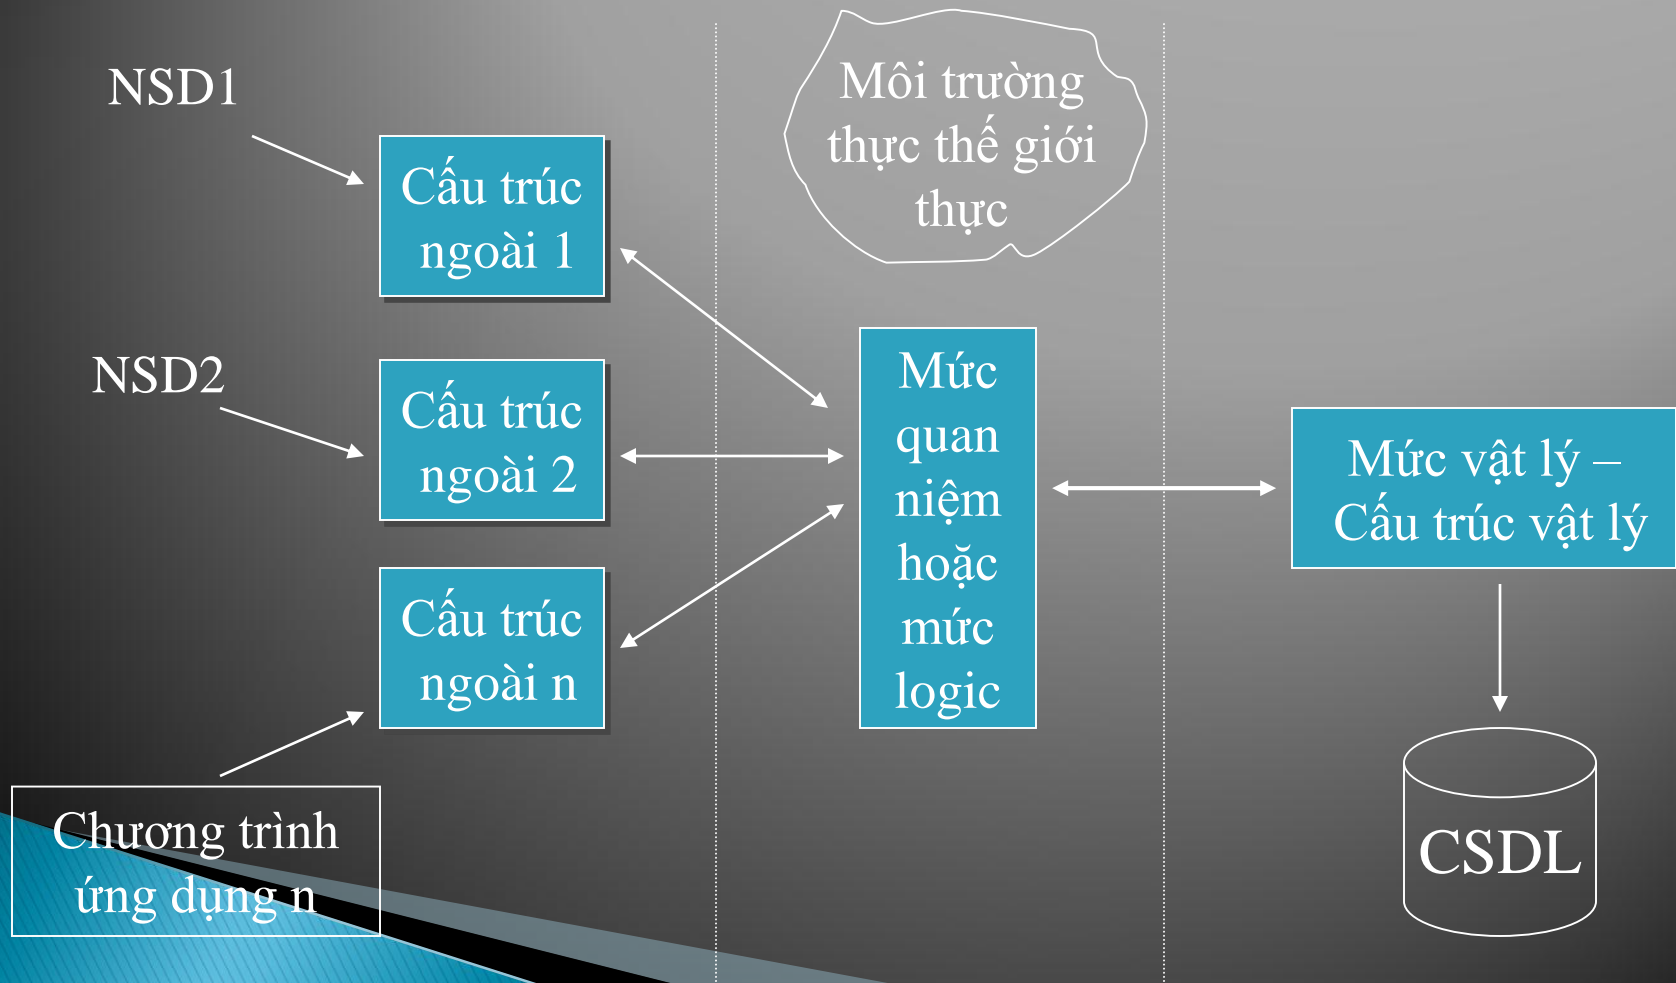 NSD1
Cấu trúc
ngoài 1
Môi trường
thực thế giới
thực
NSD2
Cấu trúc
ngoài 2
Cấu trúc
ngoài n
Mức
quan
niệm
hoặc
mức
logic
Mức vật lý –
Cấu trúc vật lý
Chương trình
ứng dụng n
CSDL